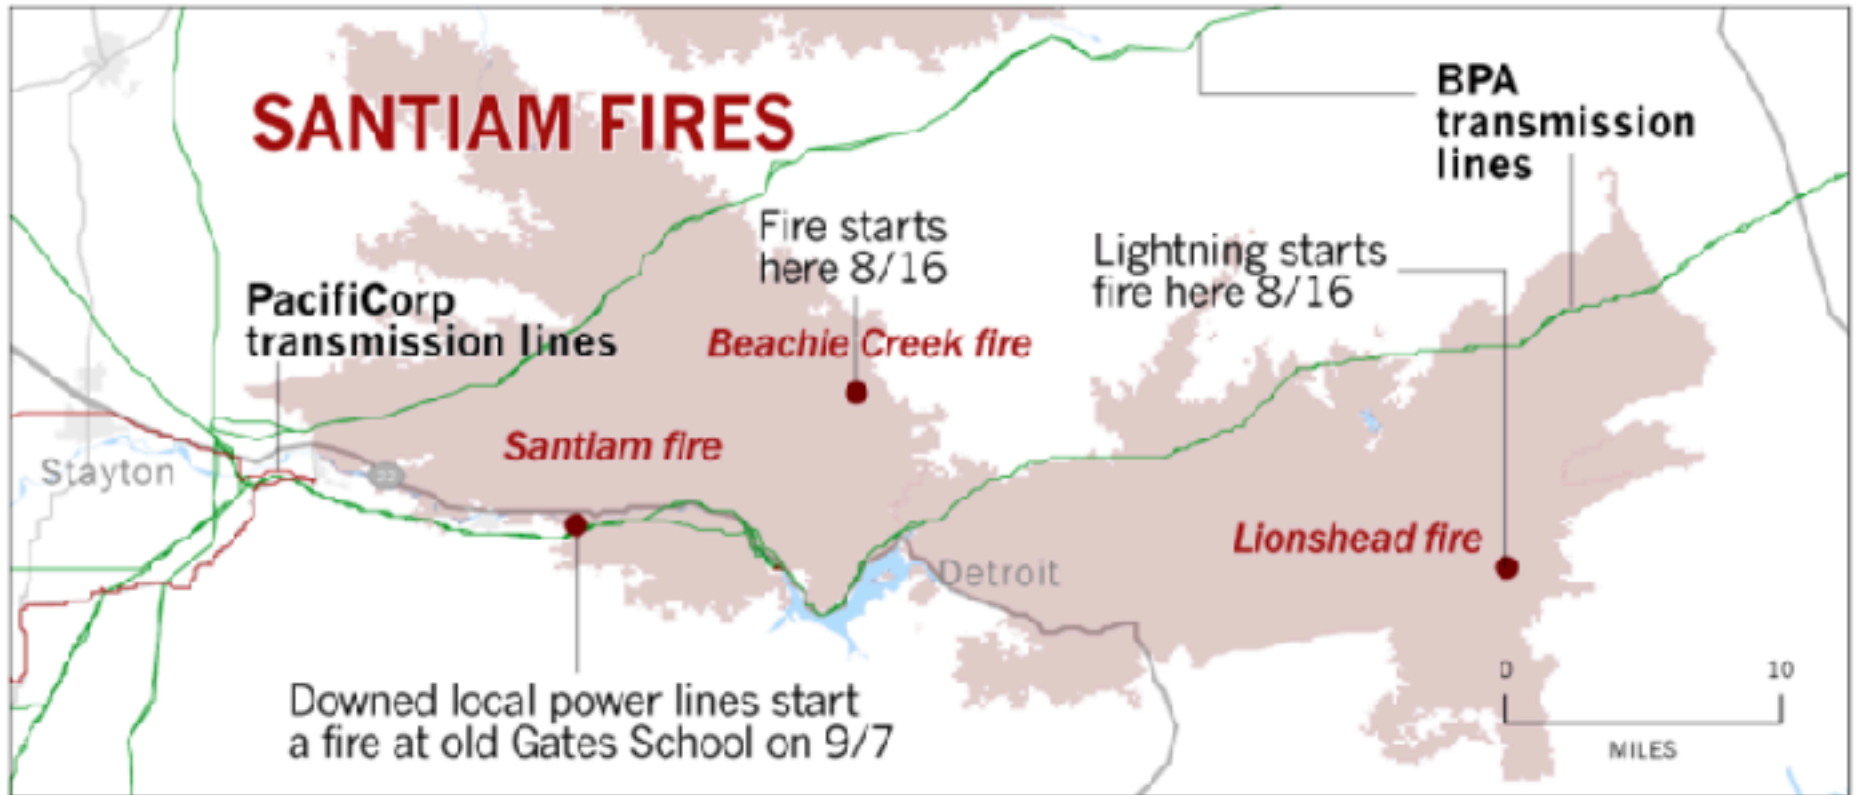 SANTIAM FIRES
BPA
transmission
lines
Fire starts
here 8/16
Lightning starts
fire here 8/16
PacifiCorp
transmission lines
Beachie Creek fire
Santiam fire
Stayton
22
Lionshead fire
Detroit
Downed local power lines start
a fire at old Gates School on 9/7
0 10
MILES